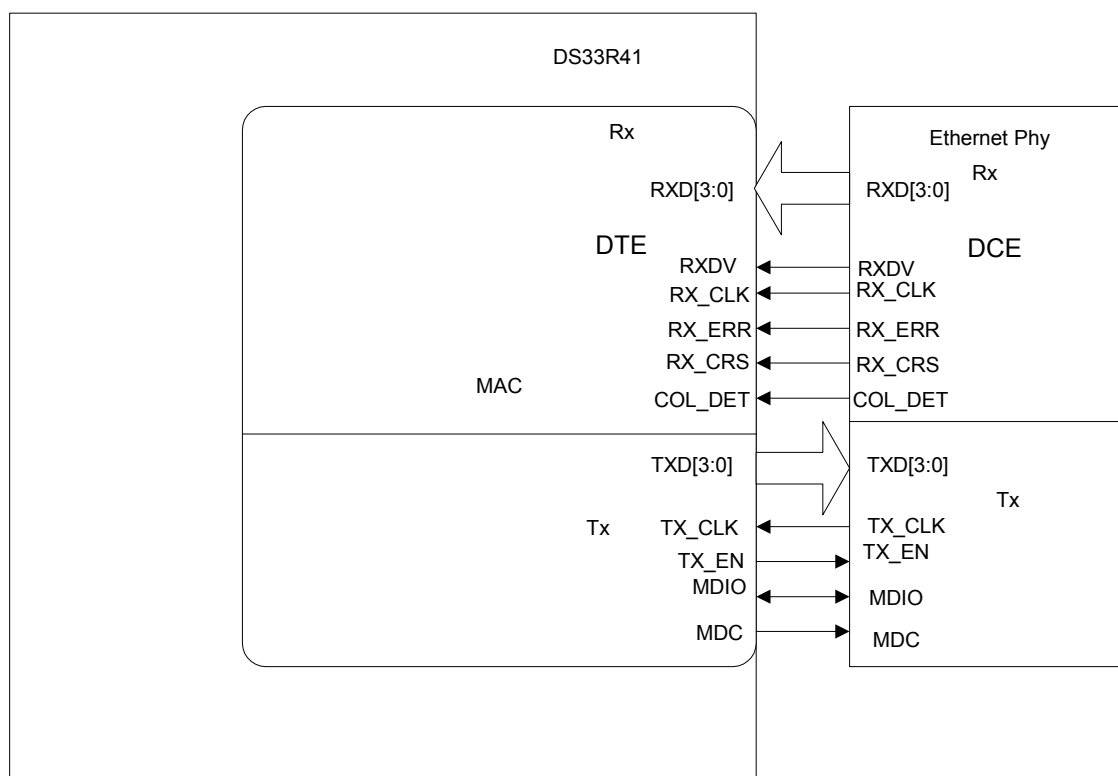 DS33R41
Rx
RXD[3:0]
DTE
RXDV
RX_CLK
RX_ERR
RX_CRS
MAC
COL_DET
TXD[3:0]
Tx
TX_CLK
TX_EN
MDIO
MDC
Ethernet Phy
Rx
RXD[3:0]
DCE
RXDV
RX_CLK
RX_ERR
RX_CRS
COL_DET
TXD[3:0]
Tx
TX_CLK
TX_EN
MDIO
MDC